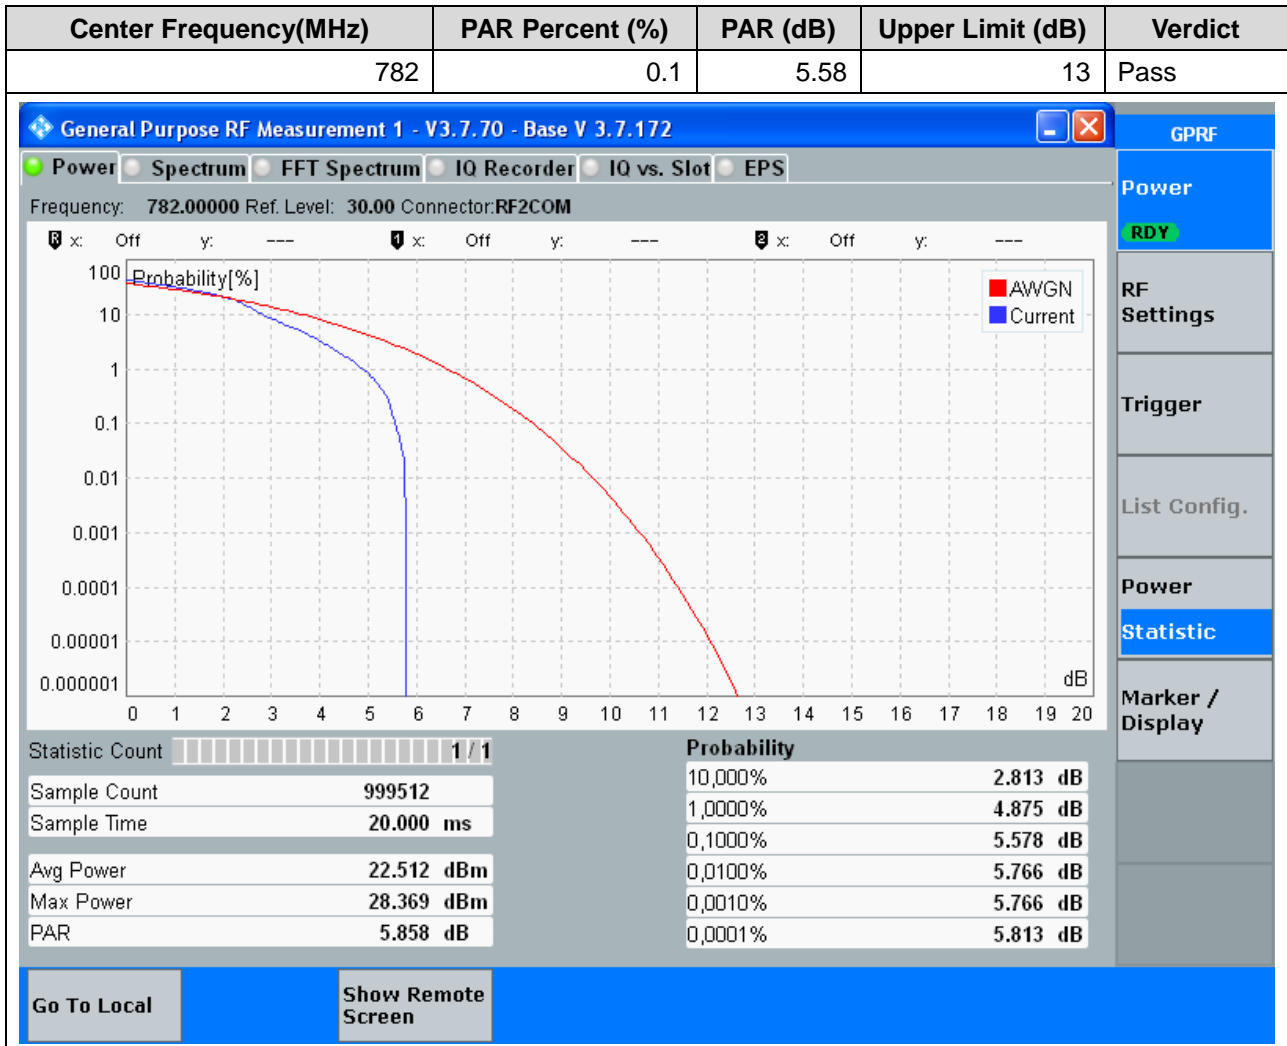 Center Frequency(MHz) PAR Percent (%) PAR (dB) Upper Limit (dB) Verdict
782 0.1 5.58 13 Pass
General Purpose RF Measurement 1 - V3.7.70 - Base V 3.7.172
GPRF
Power Spectrum FFT Spectrum IQ Recorder IQ vs. Slot EPS
Frequency: 782.00000 Ref. Level: 30.00 Connector:RF2COM
R x: Off y: --- 1 x: Off y: --- 2 x: Off y: ---
Probability[%]
AWGN
Current
100
10
1
0.1
0.01
0.001
0.0001
0.00001
0.000001
dB
0 1 2 3 4 5 6 7 8 9 10 11 12 13 14 15 16 17 18 19 20
Statistic Count 1 / 1
Sample Count 999512
Sample Time 20.000 ms
Avg Power 22.512 dBm
Max Power 28.369 dBm
PAR 5.858 dB
Probability
10,000% 2.813 dB
1,0000% 4.875 dB
0,1000% 5.578 dB
0,0100% 5.766 dB
0,0010% 5.766 dB
0,0001% 5.813 dB
Power
RDY
RF
Settings
Trigger
List Config.
Power
Statistic
Marker /
Display
Go To Local
Show Remote
Screen